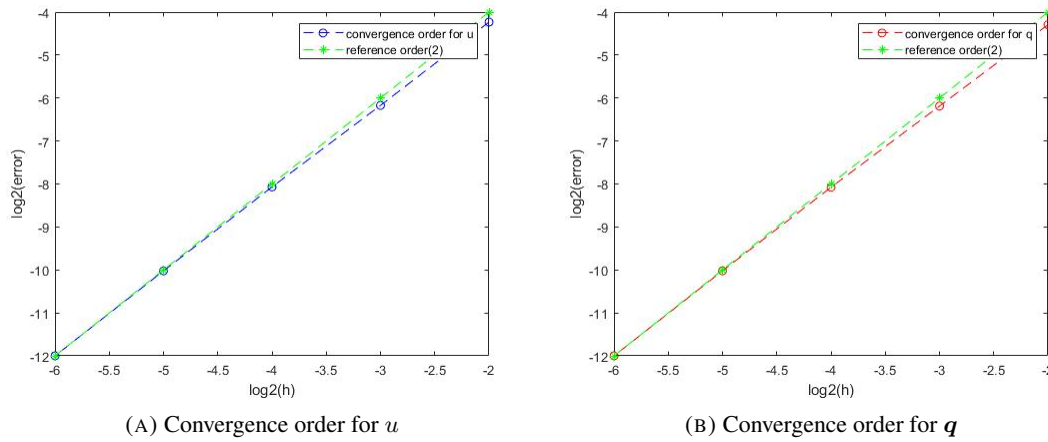 -4
-5
-6
-7
-8
-9
-10
-11
-12
log2(error)
convergence order for u
reference order(2)
-6 -5.5 -5 -4.5 -4 -3.5 -3 -2.5 -2
log2(h)
(A) Convergence order for u
-4
-5
-6
-7
-8
-9
-10
-11
-12
log2(error)
convergence order for q
reference order(2)
-6 -5.5 -5 -4.5 -4 -3.5 -3 -2.5 -2
log2(h)
(B) Convergence order for q